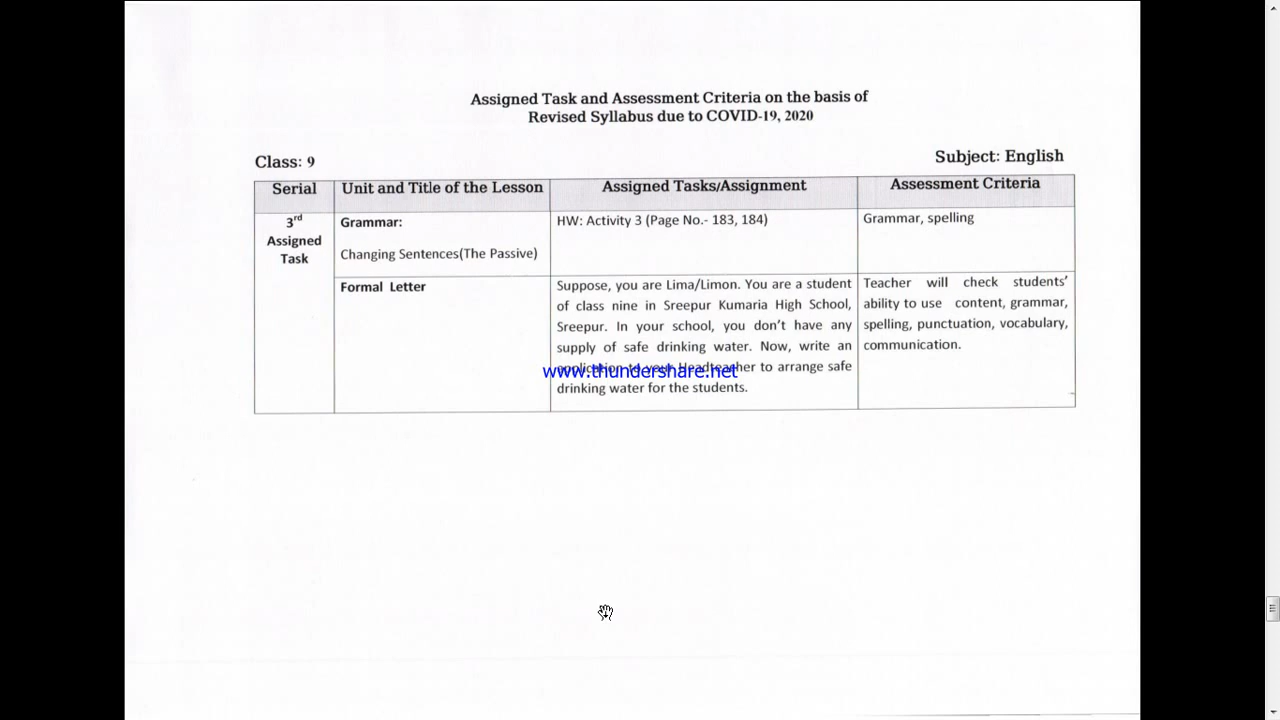 Assigned Task and Assessment Criteria on the basis of
Revised Syllabus due to COVID-19, 2020
Class: 9
Subject: English
Serial
Unit and Title of the Lesson
Assigned Tasks/Assignment
Assessment Criteria
3rd
Assigned
Task
Grammar:
Changing Sentences(The Passive)
HW: Activity 3 (Page No.- 183, 184)
Grammar, spelling
Formal Letter
Suppose, you are Lima/Limon. You are a student
of class nine in Sreepur Kumaria High School,
Sreepur. In your school, you don't have any
supply of safe drinking water. Now, write an
application to your Headteacher to arrange safe
drinking water for the students.
Teacher will check students'
ability to use content, grammar,
spelling, punctuation, vocabulary,
communication.
www.thundershare.net